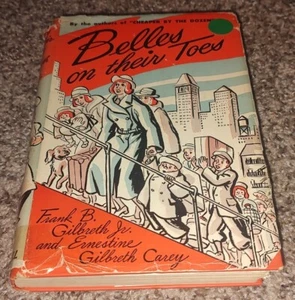 By the authors of "CHEAPER BY THE DOZEN"
Belles
on their Toes
Frank B.
Gilbreth Jr.
and Ernestine
Gilbreth Carey